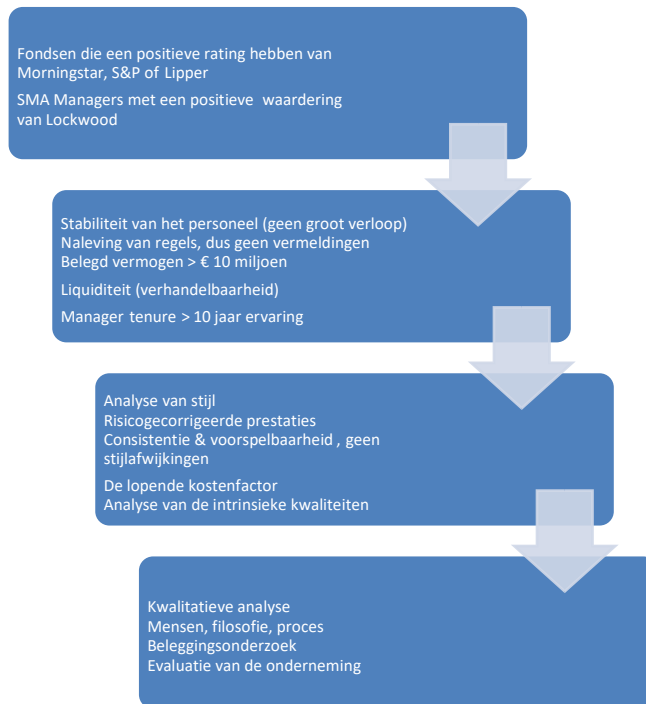 Fondsen die een positieve rating hebben van
Morningstar, S&P of Lipper
SMA Managers met een positieve waardering
van Lockwood
Stabiliteit van het personeel (geen groot verloop)
Naleving van regels, dus geen vermeldingen
Belegd vermogen > € 10 miljoen
Liquiditeit (verhandelbaarheid)
Manager tenure > 10 jaar ervaring
Analyse van stijl
Risicogecorrigeerde prestaties
Consistentie & voorspelbaarheid , geen
stijlafwijkingen
De lopende kostenfactor
Analyse van de intrinsieke kwaliteiten
Kwalitatieve analyse
Mensen, filosofie, proces
Beleggingsonderzoek
Evaluatie van de onderneming